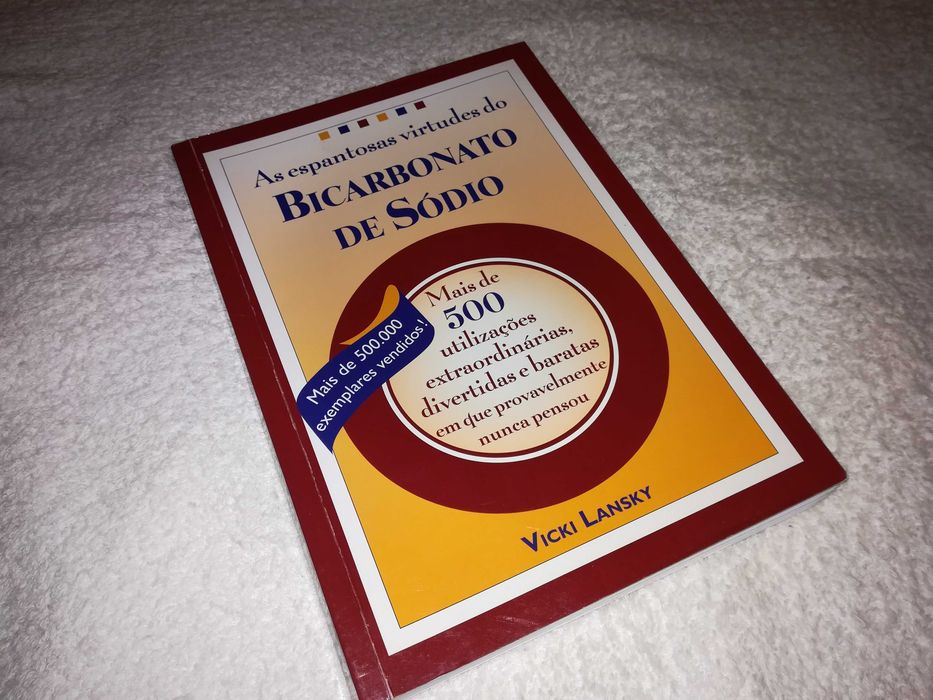 As espantosas virtudes do
BICARBONATO
DE SÓDIO
Mais de
500
utilizações
extraordinárias,
divertidas e baratas
em que provavelmente
nunca pensou
Mais de 500.000
exemplares vendidos!
VICKI LANSKY